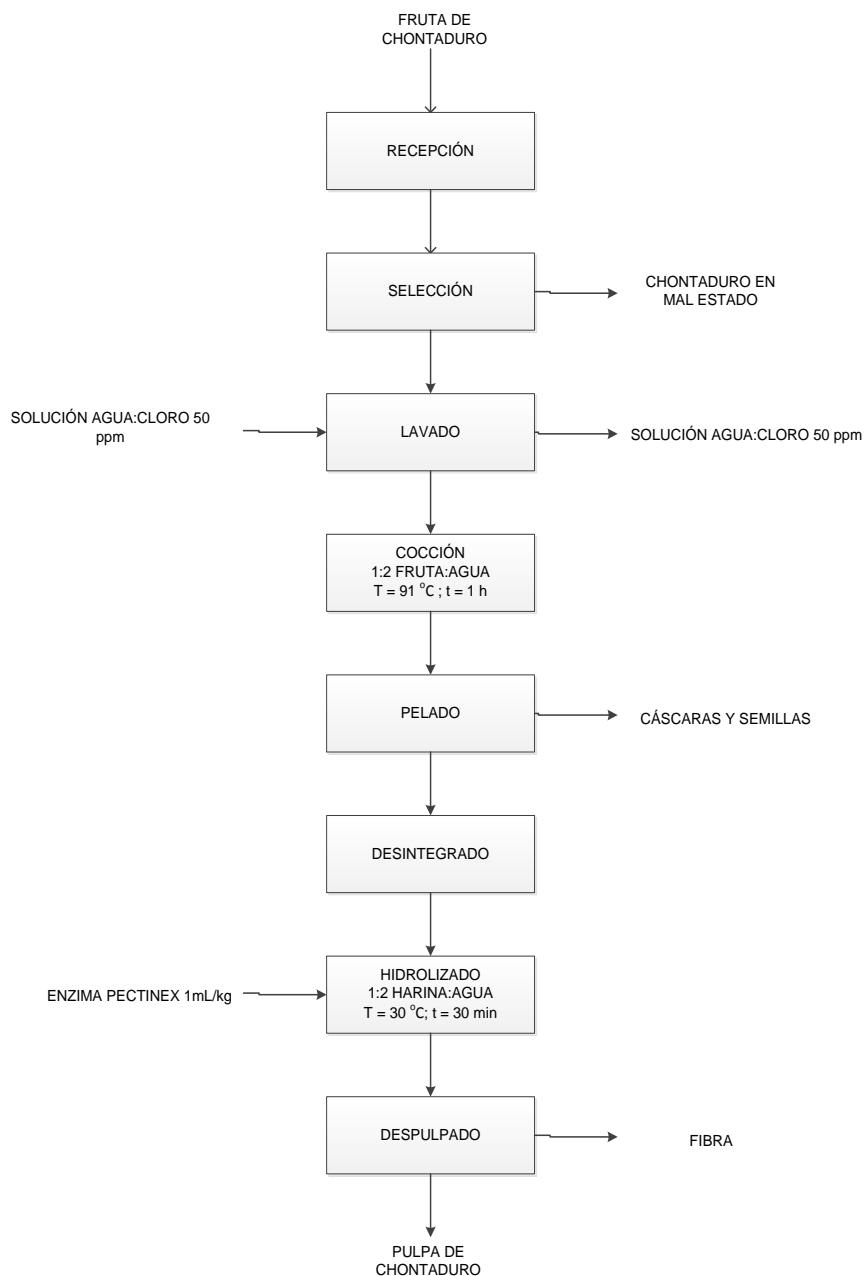 FRUTA DE
CHONTADURO
RECEPCIÓN
SELECCIÓN
CHONTADURO EN
MAL ESTADO
SOLUCIÓN AGUA:CLORO 50
ppm
LAVADO
SOLUCIÓN AGUA:CLORO 50 ppm
COCCIÓN
1:2 FRUTA:AGUA
T = 91 °C ; t = 1 h
PELADO
CÁSCARAS Y SEMILLAS
DESINTEGRADO
ENZIMA PECTINEX 1mL/kg
HIDROLIZADO
1:2 HARINA:AGUA
T = 30 °C; t = 30 min
DESPULPADO
FIBRA
PULPA DE
CHONTADURO